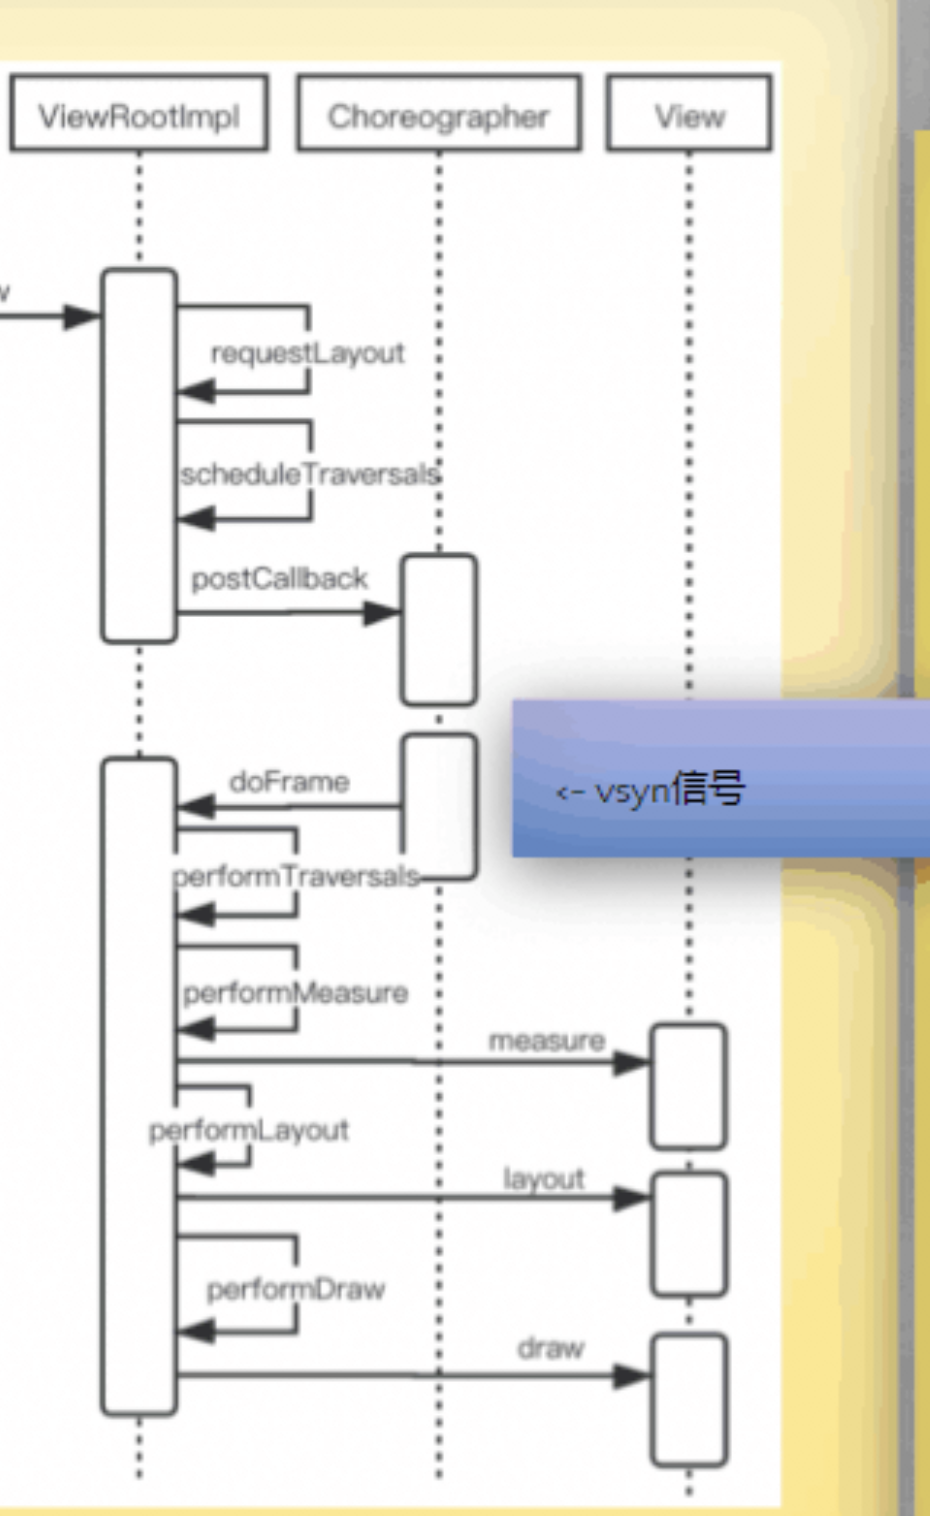 ViewRootImpl
Choreographer
View
w
requestLayout
scheduleTraversals
postCallback
<- vsyn信号
doFrame
performTraversals
performMeasure
measure
performLayout
layout
performDraw
draw